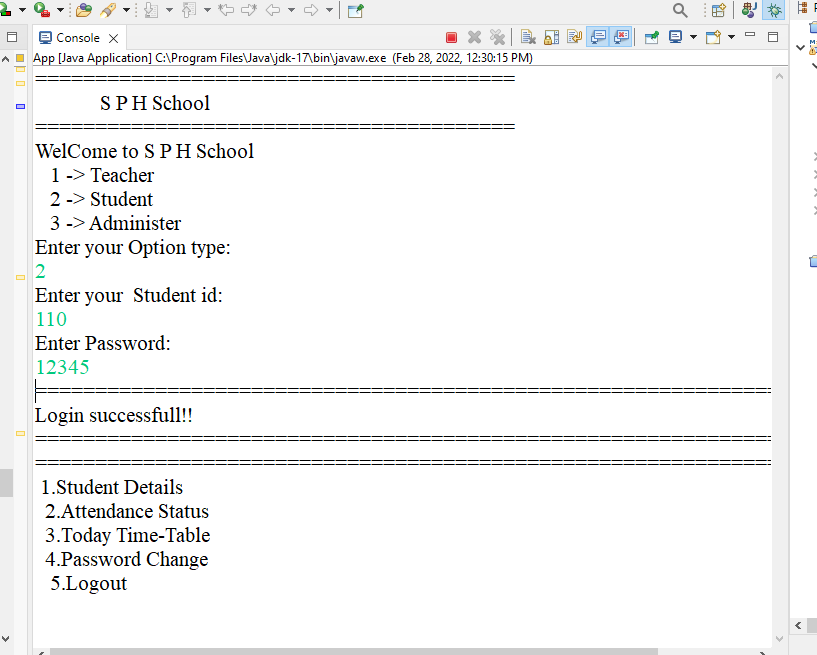 Console
App [Java Application] C:\Program Files\Java\jdk-17\bin\javaw.exe (Feb 28, 2022, 12:30:15 PM)
========================================
S P H School
========================================
WelCome to S P H School
1 -> Teacher
2 -> Student
3 -> Administer
Enter your Option type:
2
Enter your  Student id:
110
Enter Password:
12345
==============================================================
Login successfull!!
==============================================================
==============================================================
1.Student Details
2.Attendance Status
3.Today Time-Table
4.Password Change
5.Logout